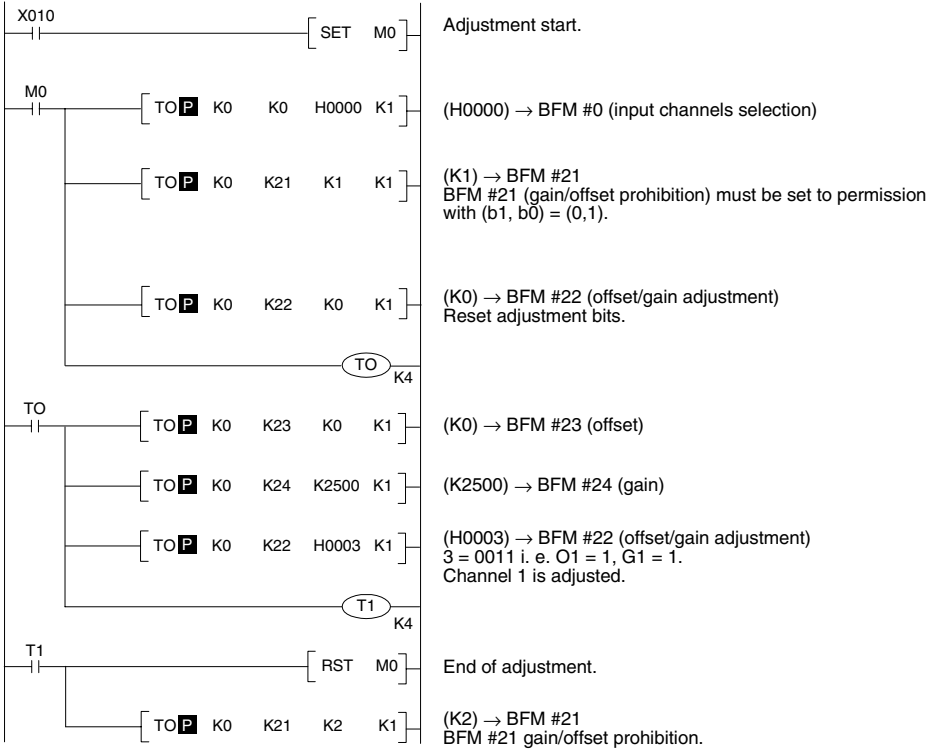 X010
SET M0
Adjustment start.
M0
TO P K0 K0 H0000 K1
(H0000) → BFM #0 (input channels selection)
TO P K0 K21 K1 K1
(K1) → BFM #21
BFM #21 (gain/offset prohibition) must be set to permission
with (b1, b0) = (0,1).
TO P K0 K22 K0 K1
(K0) → BFM #22 (offset/gain adjustment)
Reset adjustment bits.
TO
K4
TO
TO P K0 K23 K0 K1
(K0) → BFM #23 (offset)
TO P K0 K24 K2500 K1
(K2500) → BFM #24 (gain)
TO P K0 K22 H0003 K1
(H0003) → BFM #22 (offset/gain adjustment)
3 = 0011 i. e. O1 = 1, G1 = 1.
Channel 1 is adjusted.
T1
K4
T1
RST M0
End of adjustment.
TO P K0 K21 K2 K1
(K2) → BFM #21
BFM #21 gain/offset prohibition.